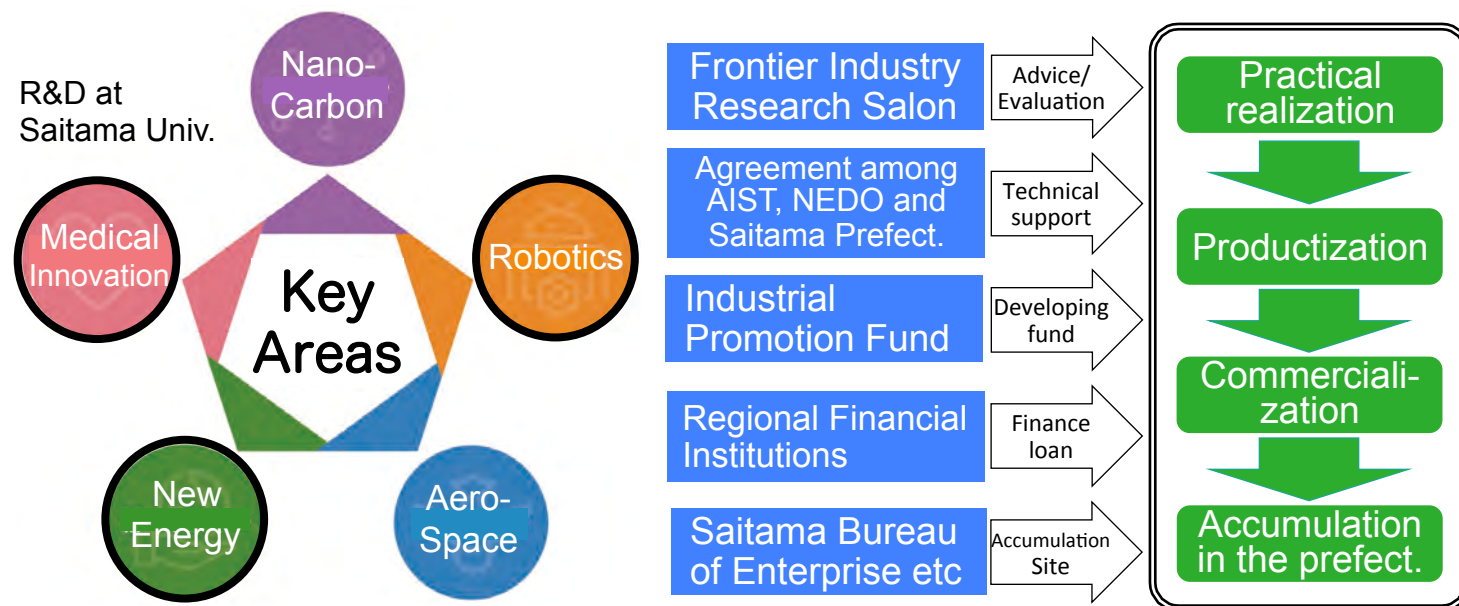 R&D at
Saitama Univ.
Nano-
Carbon
Medical
Innovation
Robotics
Key
Areas
New
Energy
Aero-
Space
Frontier Industry
Research Salon
Advice/
Evaluation
Agreement among
AIST, NEDO and
Saitama Prefect.
Technical
support
Industrial
Promotion Fund
Developing
fund
Regional Financial
Institutions
Finance
loan
Saitama Bureau
of Enterprise etc
Accumulation
Site
Practical
realization
Productization
Commerciali-
zation
Accumulation
in the prefect.